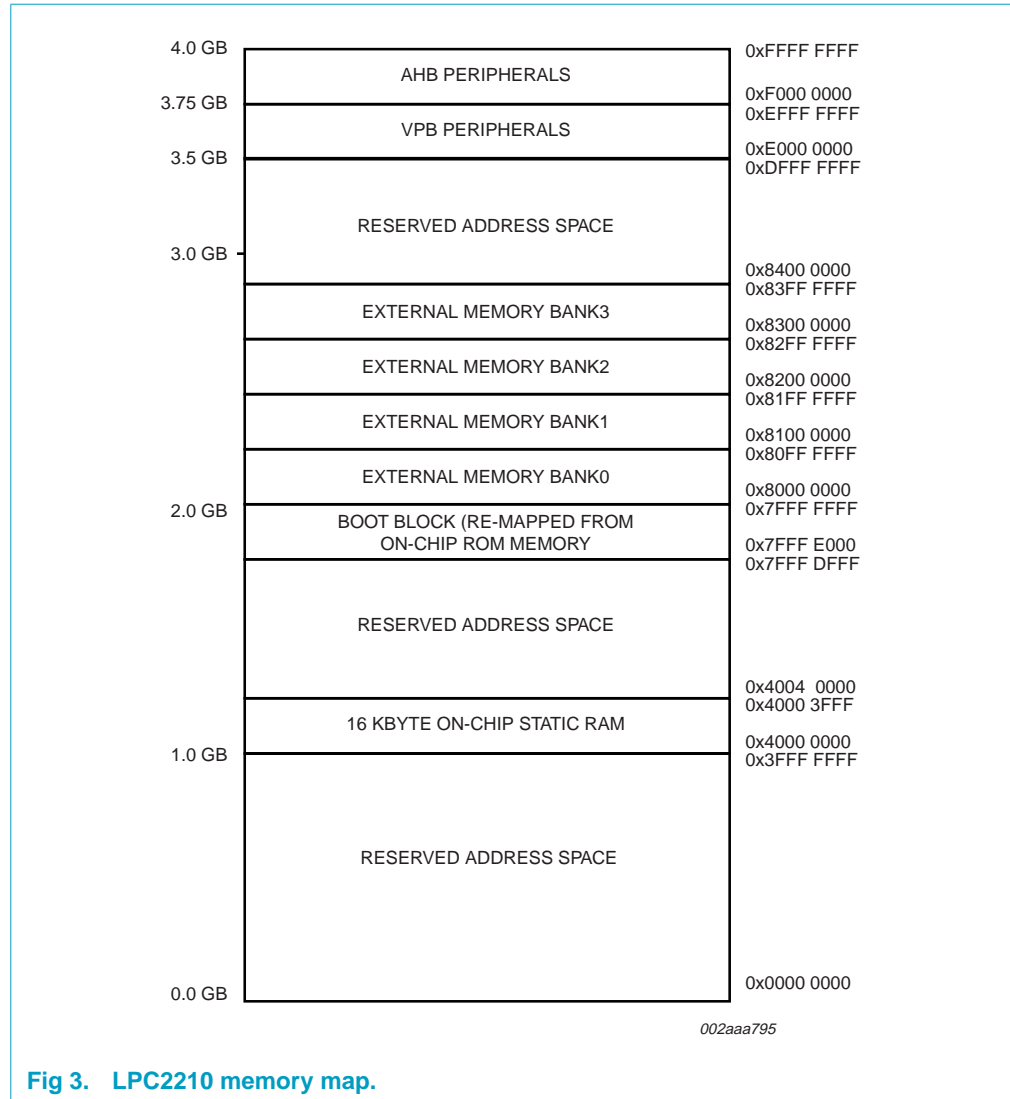 4.0 GB
0xFFFF FFFF
AHB PERIPHERALS
0xF000 0000
3.75 GB
0xEFFF FFFF
VPB PERIPHERALS
0xE000 0000
3.5 GB
0xDFFF FFFF
RESERVED ADDRESS SPACE
3.0 GB
0x8400 0000
0x83FF FFFF
EXTERNAL MEMORY BANK3
0x8300 0000
0x82FF FFFF
EXTERNAL MEMORY BANK2
0x8200 0000
0x81FF FFFF
EXTERNAL MEMORY BANK1
0x8100 0000
0x80FF FFFF
EXTERNAL MEMORY BANK0
0x8000 0000
2.0 GB
0x7FFF FFFF
BOOT BLOCK (RE-MAPPED FROM
ON-CHIP ROM MEMORY
0x7FFF E000
0x7FFF DFFF
RESERVED ADDRESS SPACE
0x4004 0000
0x4000 3FFF
16 KBYTE ON-CHIP STATIC RAM
0x4000 0000
1.0 GB
0x3FFF FFFF
RESERVED ADDRESS SPACE
0x0000 0000
0.0 GB
002aaa795
Fig 3. LPC2210 memory map.